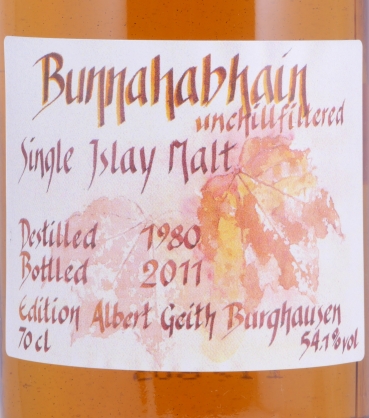 Bunnahabhain
unchillfiltered
Single Islay Malt
Destilled 1980
Bottled 2011
Edition Albert Geith Burghausen
70 cl 54.1% vol